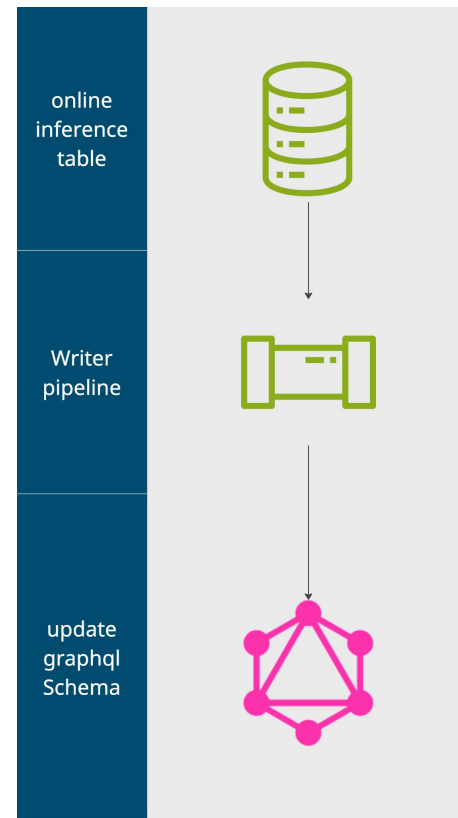 online
inference
table
Writer
pipeline
update
graphql
Schema